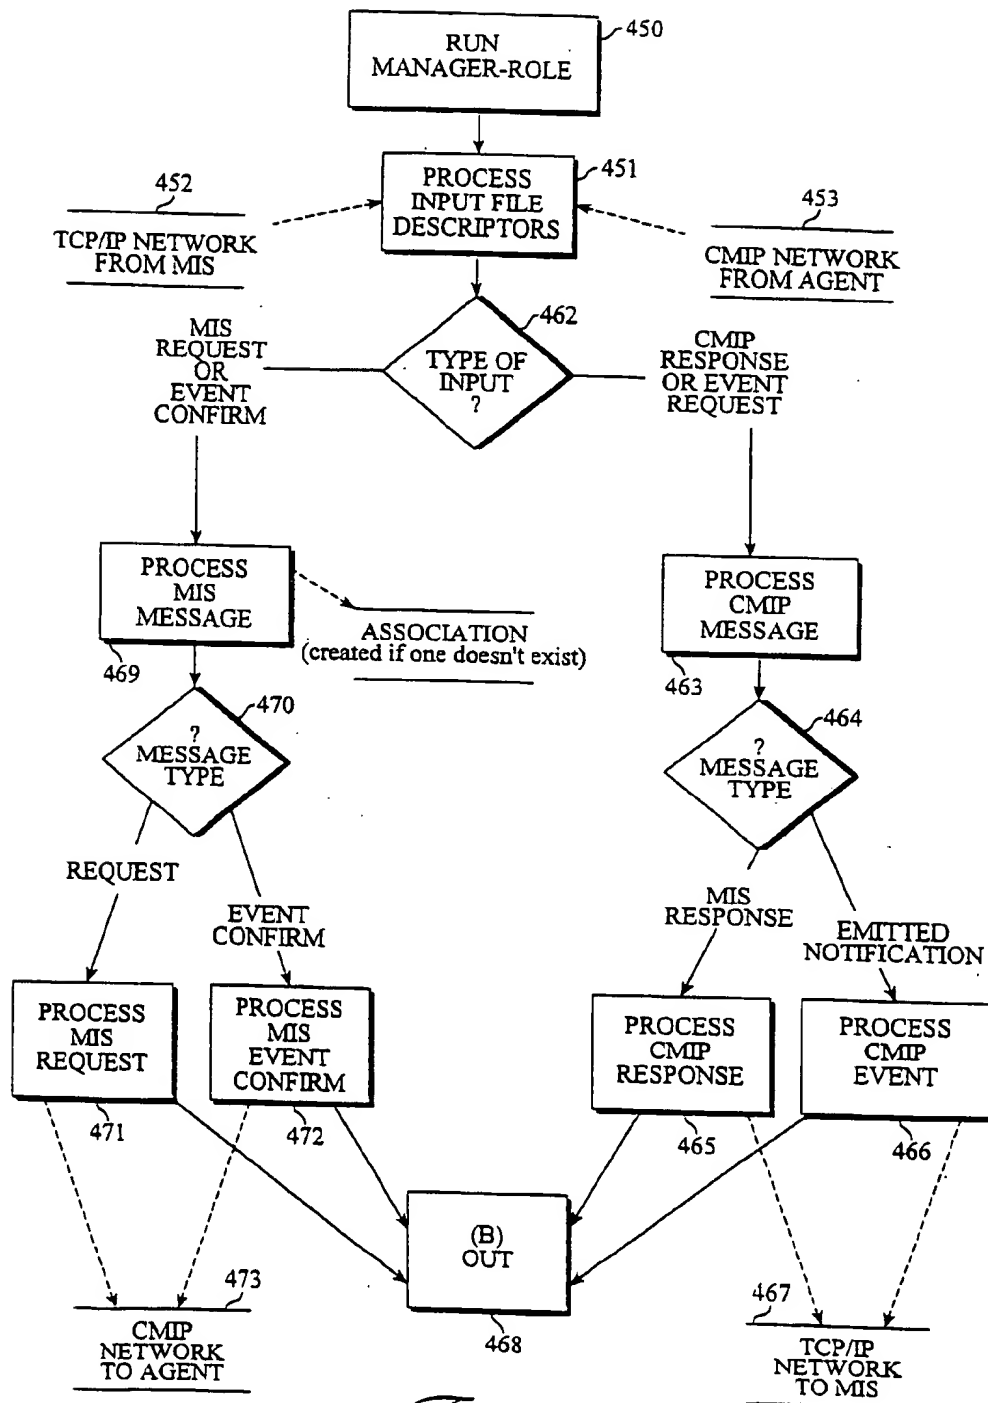 450
RUN
MANAGER-ROLE
451
PROCESS
INPUT FILE
DESCRIPTORS
452
TCP/IP NETWORK
FROM MIS
453
CMIP NETWORK
FROM AGENT
462
TYPE OF
INPUT
?
MIS
REQUEST
OR
EVENT
CONFIRM
CMIP
RESPONSE
OR EVENT
REQUEST
PROCESS
MIS
MESSAGE
469
ASSOCIATION
(created if one doesn't exist)
PROCESS
CMIP
MESSAGE
463
470
?
MESSAGE
TYPE
464
?
MESSAGE
TYPE
REQUEST
EVENT
CONFIRM
MIS
RESPONSE
EMITTED
NOTIFICATION
PROCESS
MIS
REQUEST
471
PROCESS
MIS
EVENT
CONFIRM
472
PROCESS
CMIP
RESPONSE
465
PROCESS
CMIP
EVENT
466
(B)
OUT
468
473
CMIP
NETWORK
TO AGENT
467
TCP/IP
NETWORK
TO MIS